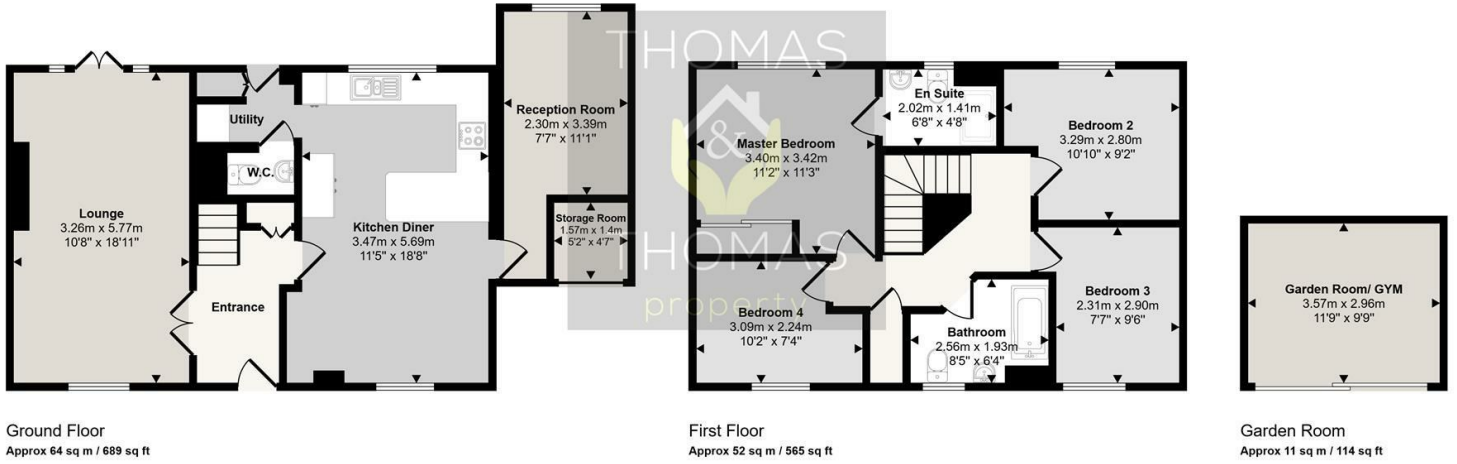 Lounge
3.26m x 5.77m
10'8" x 18'11"
Utility
W.C.
Entrance
Kitchen Diner
3.47m x 5.69m
11'5" x 18'8"
Reception Room
2.30m x 3.39m
7'7" x 11'1"
Storage Room
1.57m x 1.4m
5'2" x 4'7"
Ground Floor
Approx 64 sq m / 689 sq ft
THOMAS
&
THOMAS
property
Master Bedroom
3.40m x 3.42m
11'2" x 11'3"
En Suite
2.02m x 1.41m
6'8" x 4'8"
Bedroom 2
3.29m x 2.80m
10'10" x 9'2"
Bedroom 4
3.09m x 2.24m
10'2" x 7'4"
Bathroom
2.56m x 1.93m
8'5" x 6'4"
Bedroom 3
2.31m x 2.90m
7'7" x 9'6"
First Floor
Approx 52 sq m / 565 sq ft
Garden Room/ GYM
3.57m x 2.96m
11'9" x 9'9"
Garden Room
Approx 11 sq m / 114 sq ft